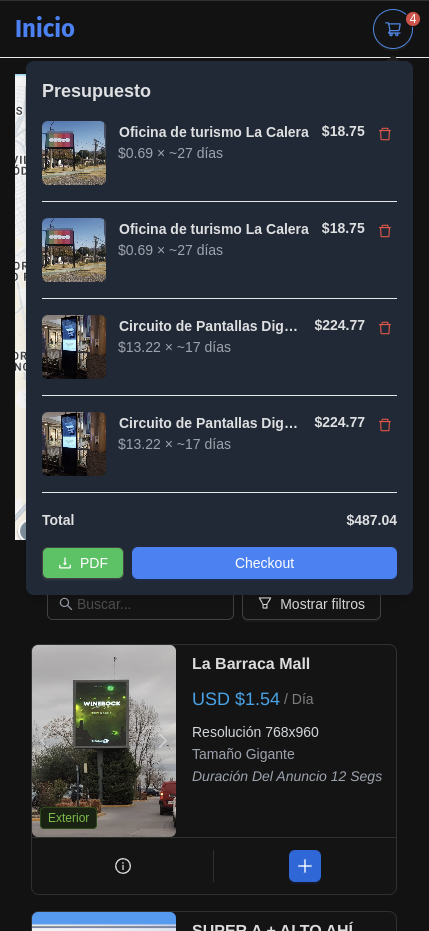 Inicio
4
Presupuesto
Oficina de turismo La Calera $18.75
$0.69 × ~27 días
Oficina de turismo La Calera $18.75
$0.69 × ~27 días
Circuito de Pantallas Dig... $224.77
$13.22 × ~17 días
Circuito de Pantallas Dig... $224.77
$13.22 × ~17 días
Total $487.04
PDF Checkout
Buscar... Mostrar filtros
La Barraca Mall
USD $1.54 / Día
Resolución 768x960
Tamaño Gigante
Duración Del Anuncio 12 Segs
WINEROCK
Exterior
SUPER A + ALTO AHÍ